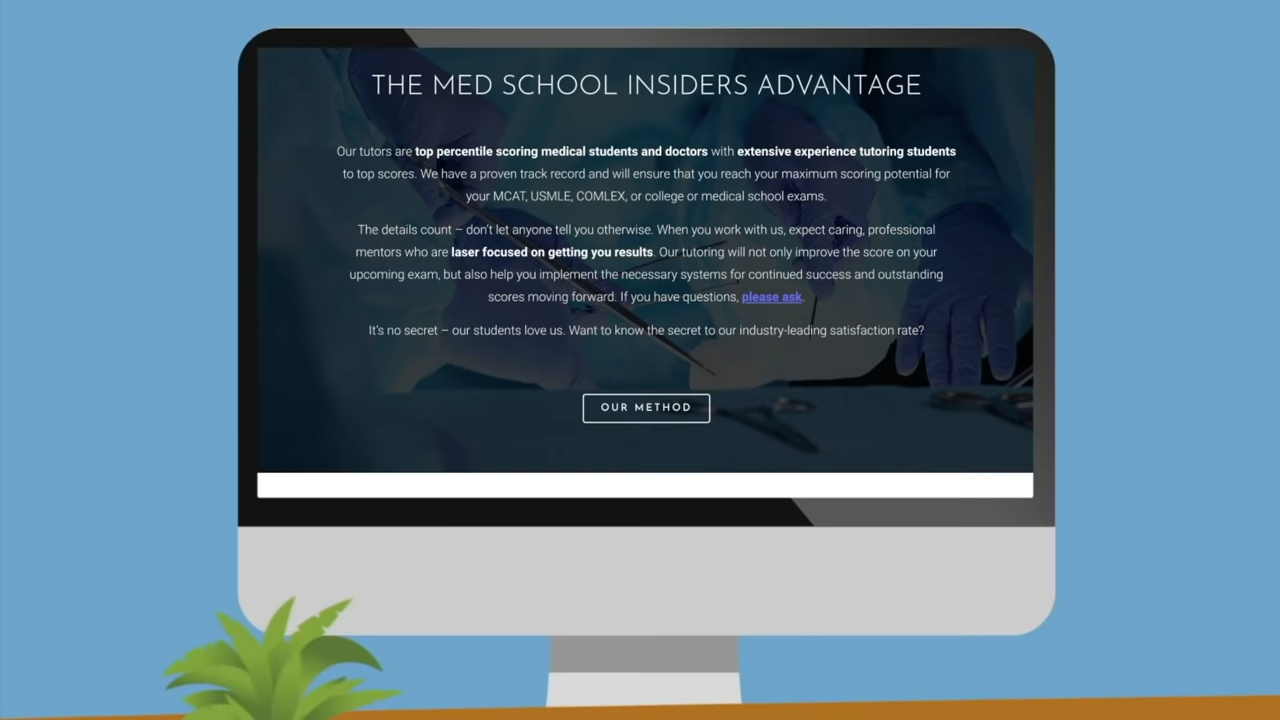 THE MED SCHOOL INSIDERS ADVANTAGE
Our tutors are top percentile scoring medical students and doctors with extensive experience tutoring students
to top scores. We have a proven track record and will ensure that you reach your maximum scoring potential for
your MCAT, USMLE, COMLEX, or college or medical school exams.
The details count – don't let anyone tell you otherwise. When you work with us, expect caring, professional
mentors who are laser focused on getting you results. Our tutoring will not only improve the score on your
upcoming exam, but also help you implement the necessary systems for continued success and outstanding
scores moving forward. If you have questions, please ask.
It's no secret – our students love us. Want to know the secret to our industry-leading satisfaction rate?
OUR METHOD